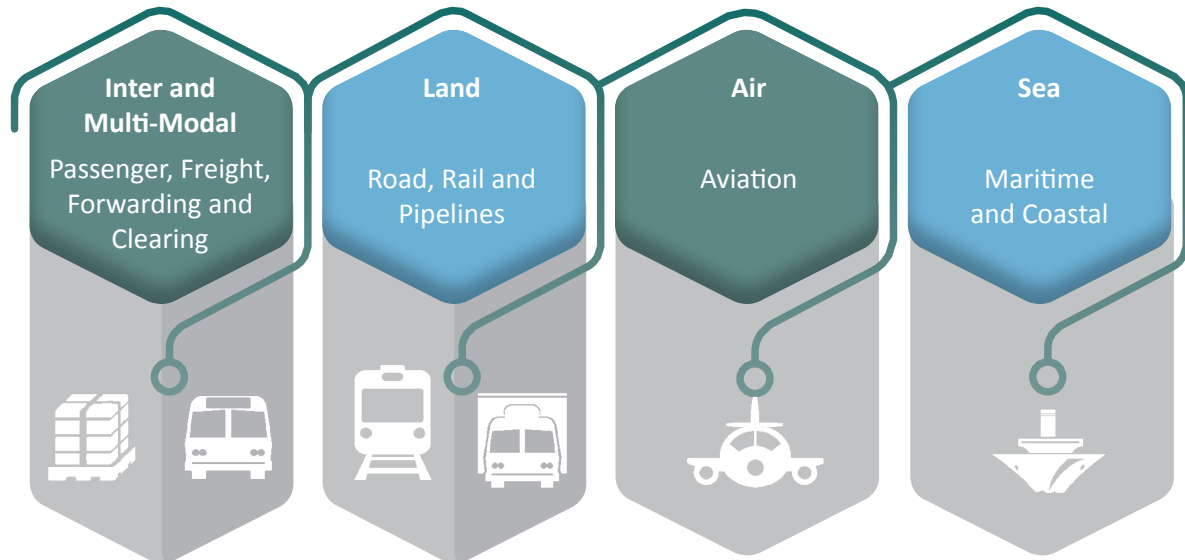 Inter and
Multi-Modal
Passenger, Freight,
Forwarding and
Clearing
Land
Road, Rail and
Pipelines
Air
Aviation
Sea
Maritime
and Coastal